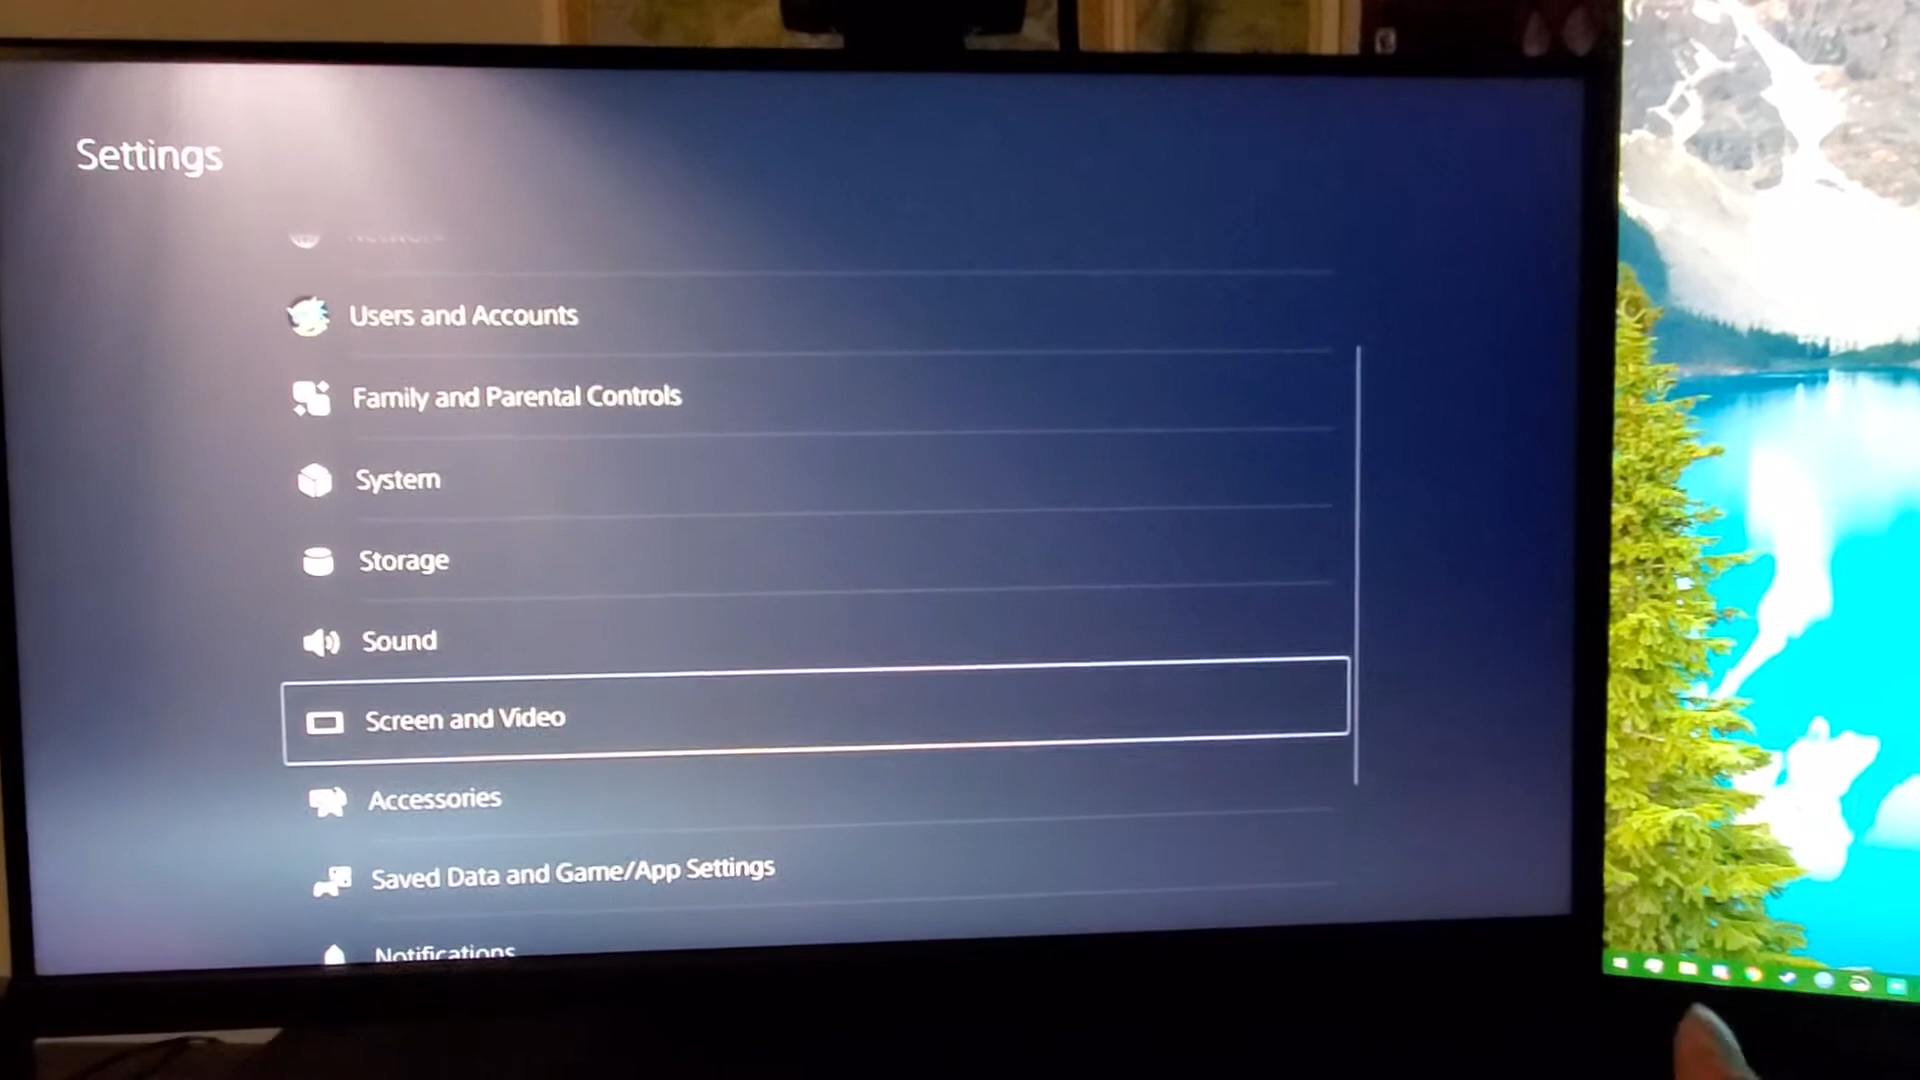 Settings
Network
Users and Accounts
Family and Parental Controls
System
Storage
Sound
Screen and Video
Accessories
Saved Data and Game/App Settings
Notifications